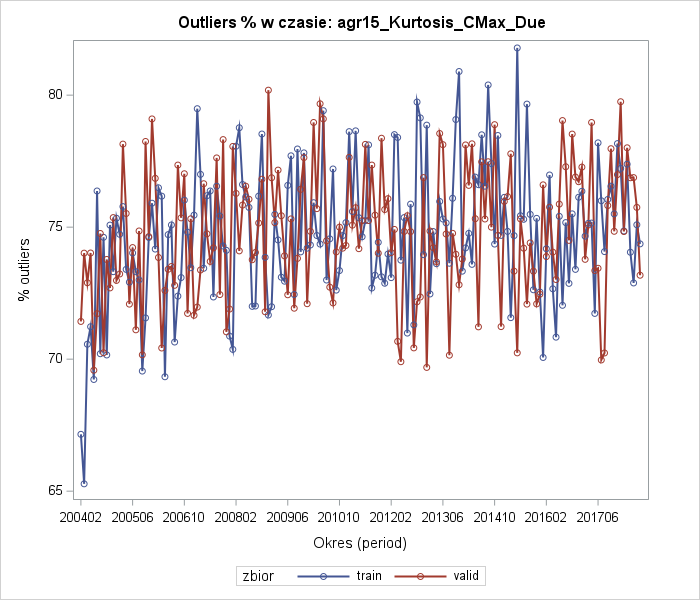 Outliers % w czasie: agr15_Kurtosis_CMax_Due
% outliers
80
75
70
65
200402 200506 200610 200802 200906 201010 201202 201306 201410 201602 201706
Okres (period)
zbior train valid